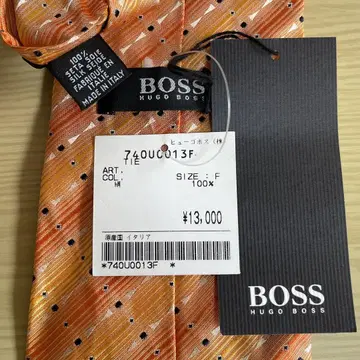 100%
SETA SOIE
SILK SEIDE
FABRIQUÉ EN
ITALIE
MADE IN ITALY
BOSS
HUGO BOSS
ヒューゴボス（株
740U0013F
TIE
ART.
COL.
柄
SIZE : F
100%
¥13,000
原産国 イタリア
*740U0013F *
BOSS
HUGO BOSS